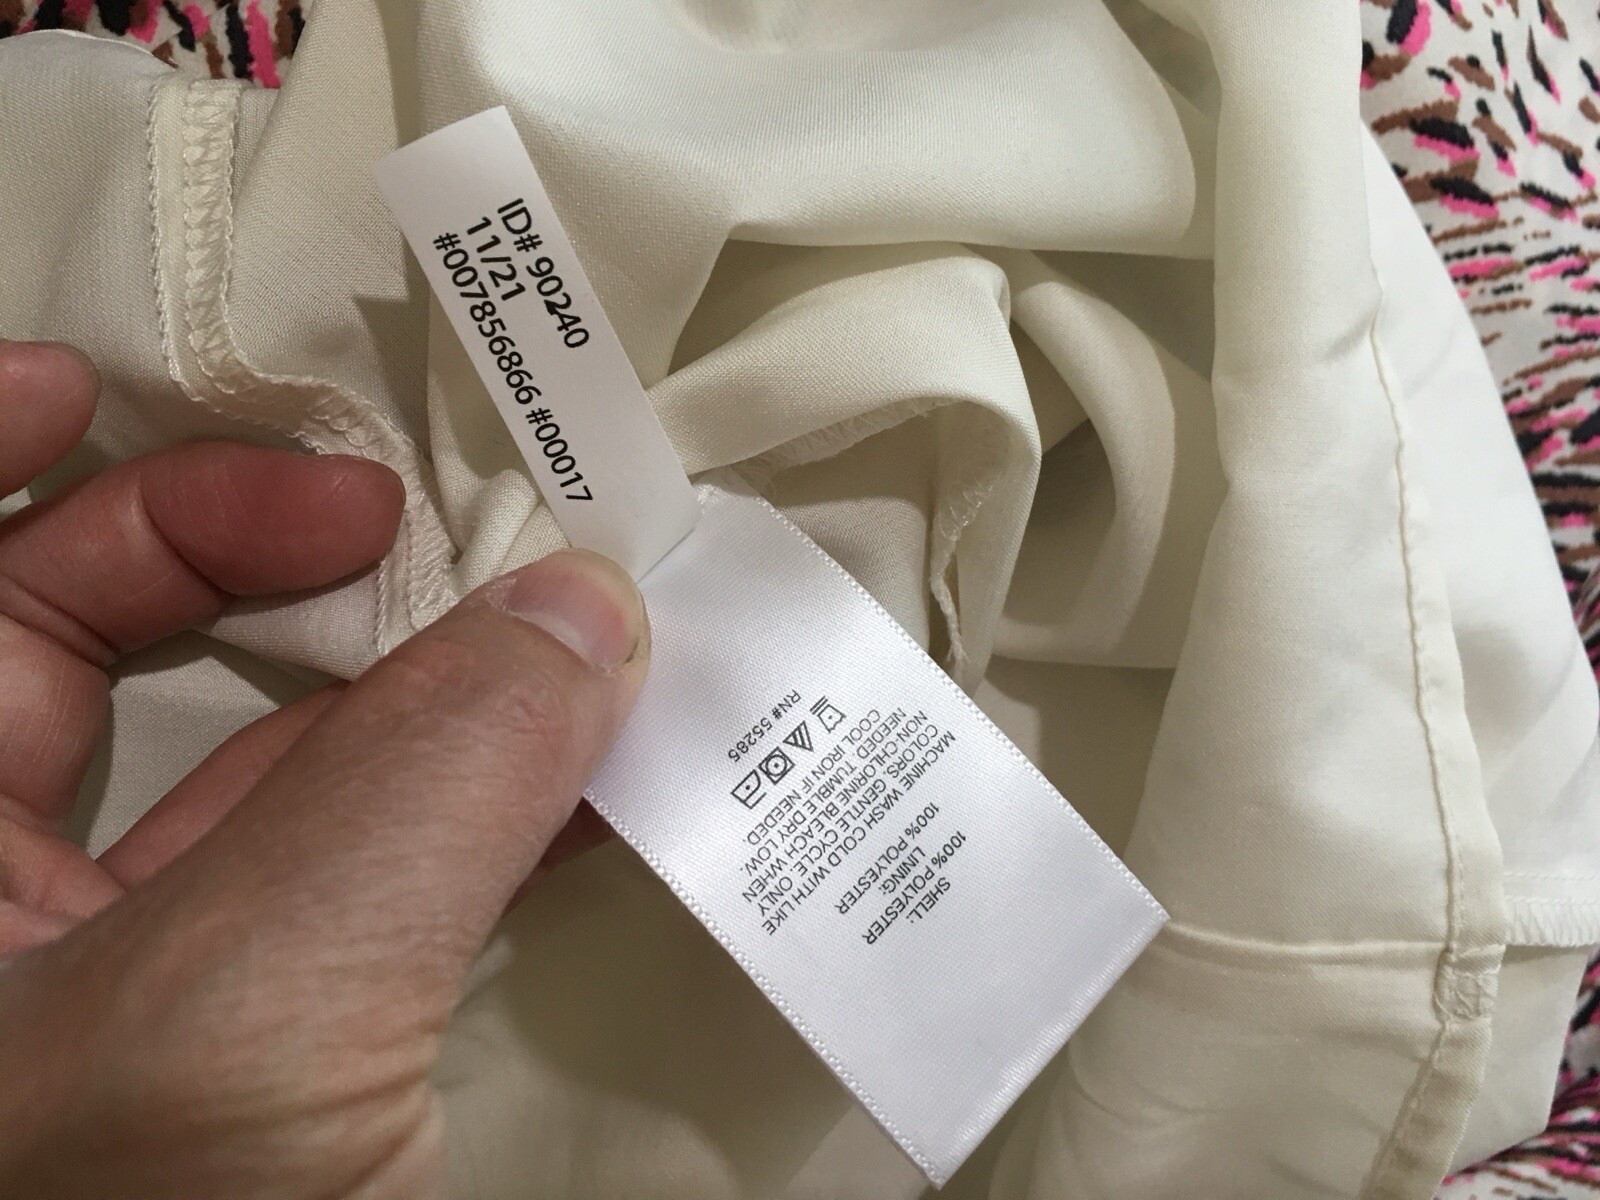 ID# 90240
11/21
#007856866 #00017
SHELL:
100% POLYESTER
LINING:
100% POLYESTER
MACHINE WASH COLD WITH LIKE
COLORS. GENTLE CYCLE. ONLY
NON-CHLORINE BLEACH WHEN
NEEDED. TUMBLE DRY LOW.
COOL IRON IF NEEDED.
RN# 55285